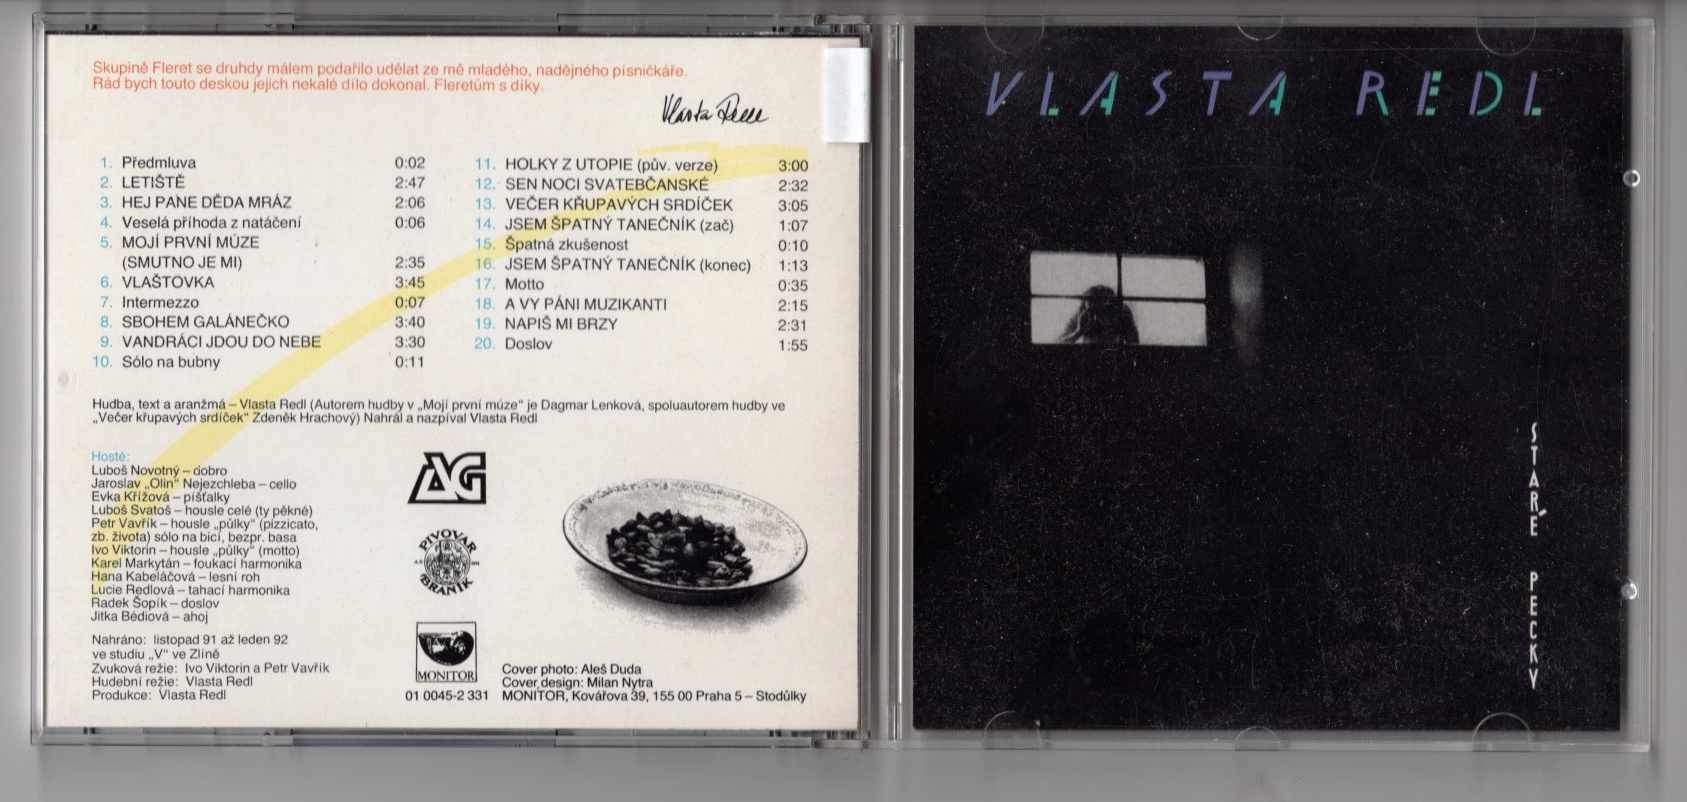 Skupině Fleret se druhdy málem podařilo udělat ze mě mladého, nadějného písničkáře.
Rád bych touto deskou jejich nekalé dílo dokonal. Fleretům s díky.
Vlasta Redl
1. Předmluva 0:02
2. LETIŠTĚ 2:47
3. HEJ PANE DĚDA MRÁZ 2:06
4. Veselá příhoda z natáčení 0:06
5. MOJÍ PRVNÍ MÚZE
(SMUTNO JE MI) 2:35
6. VLAŠTOVKA 3:45
7. Intermezzo 0:07
8. SBOHEM GALÁNEČKO 3:40
9. VANDRÁCI JDOU DO NEBE 3:30
10. Sólo na bubny 0:11
11. HOLKY Z UTOPIE (pův. verze) 3:00
12. SEN NOCI SVATEBČANSKÉ 2:32
13. VEČER KŘUPAVÝCH SRDÍČEK 3:05
14. JSEM ŠPATNÝ TANEČNÍK (zač) 1:07
15. Špatná zkušenost 0:10
16. JSEM ŠPATNÝ TANEČNÍK (konec) 1:13
17. Motto 0:35
18. A VY PÁNI MUZIKANTI 2:15
19. NAPIŠ MI BRZY 2:31
20. Doslov 1:55
Hudba, text a aranžmá – Vlasta Redl (Autorem hudby v „Mojí první múze“ je Dagmar Lenková, spoluautorem hudby ve
„Večer křupavých srdíček“ Zdeněk Hrachový) Nahrál a nazpíval Vlasta Redl
Hosté:
Luboš Novotný – dobro
Jaroslav „Olin“ Nejezchleba – cello
Evka Křížová – píšťalky
Luboš Svatoš – housle celé (ty pěkné)
Petr Vavřík – housle „půlky“ (pizzicato,
zb. života) sólo na bicí, bezpr. basa
Ivo Viktorin – housle „půlky“ (motto)
Karel Markytán – foukací harmonika
Hana Kabeláčová – lesní roh
Lucie Redlová – tahací harmonika
Radek Šopík – doslov
Jitka Bédiová – ahoj
Nahráno: listopad 91 až leden 92
ve studiu „V“ ve Zlíně
Zvuková režie: Ivo Viktorin a Petr Vavřík
Hudební režie: Vlasta Redl
Produkce: Vlasta Redl
AG
PIVOVAR
BRANÍK
MONITOR
01 0045-2 331
Cover photo: Aleš Duda
Cover design: Milan Nytra
MONITOR, Kovářova 39, 155 00 Praha 5 – Stodůlky
VLASTA REDL
STARÉ PECKY